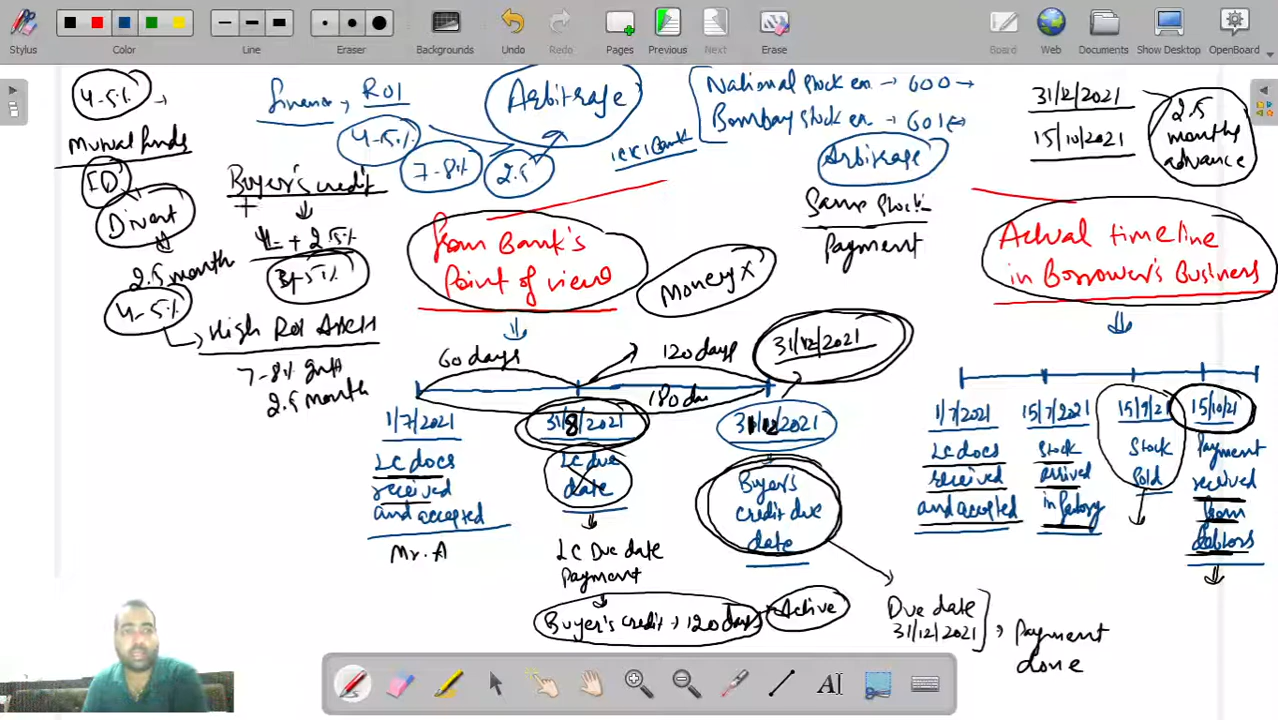 Stylus
Color
Line
Eraser
Backgrounds
Undo
Redo
Pages
Previous
Next
Erase
Board
Web
Documents
Show Desktop
OpenBoard
4-5%
Mutual funds
FD
Divert
2.5 month
4-5%
High ROI Asset
7-8%
2.5 month
Finance → ROI
4-5%
7-8%
2.5
Arbitrage
ICICI Bank
National stock ex → 600
Bombay stock ex → 601
Arbitrage
Same stock
Payment
31/12/2021
15/10/2021
2.5
months
advance
Buyer's credit
+ 2.5%
from Bank's
Point of view
Money X
60 days
120 days
180
31/12/2021
1/7/2021
LC docs
received
and accepted
Mr. A
31/8/2021
LC due
date
LC Due date
Payment
Buyer's credit → 120 days
Active
31/12/2021
Buyer's
credit due
date
Due date
31/12/2021
Payment
done
Actual timeline
in Borrower's Business
1/7/2021
LC docs
received
and accepted
15/7/2021
stock
arrived
in factory
15/9/21
Stock
Sold
15/10/21
Payment
received
from
Debtors